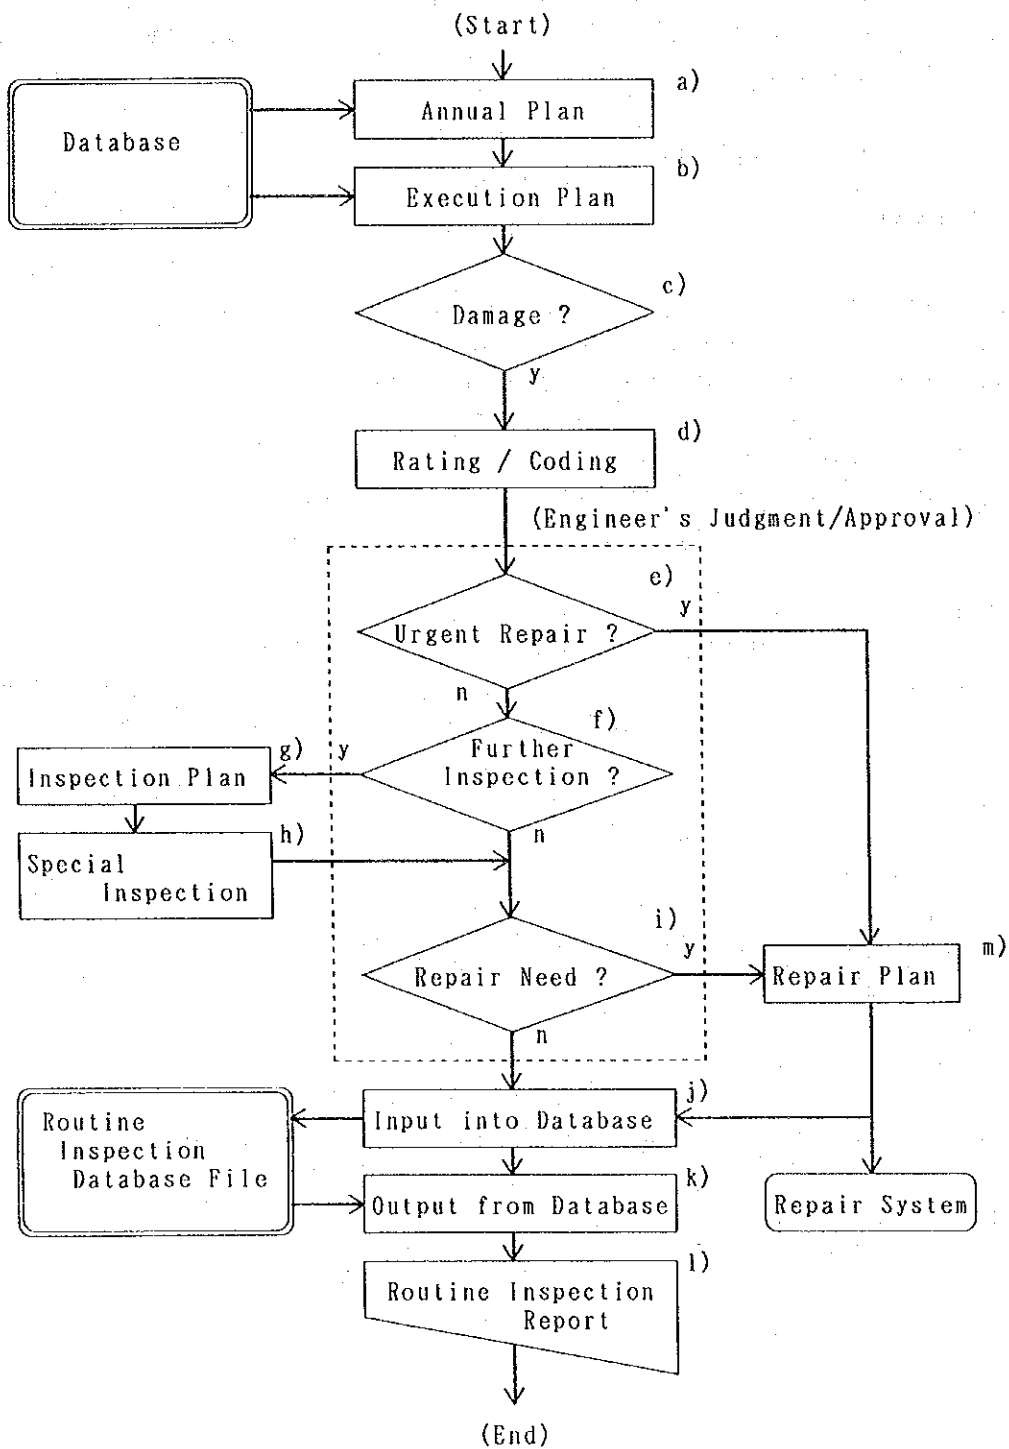 (Start)
a)
Annual Plan
Database
b)
Execution Plan
c)
Damage ?
y
d)
Rating / Coding
(Engineer's Judgment/Approval)
e)
y
Urgent Repair ?
n
f)
g)
y
Further
Inspection ?
Inspection Plan
h)
n
Special
Inspection
i)
y
m)
Repair Need ?
Repair Plan
n
j)
Routine
Inspection
Database File
Input into Database
k)
Output from Database
Repair System
l)
Routine Inspection
Report
(End)